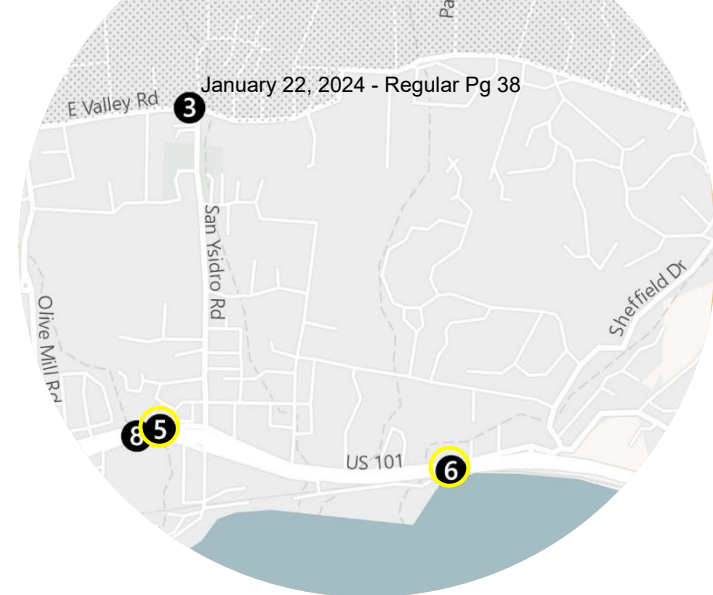 Pa
January 22, 2024 - Regular Pg 38
E Valley Rd
3
San Ysidro Rd
Sheffield Dr
Olive Mill Rd
8
5
US 101
6